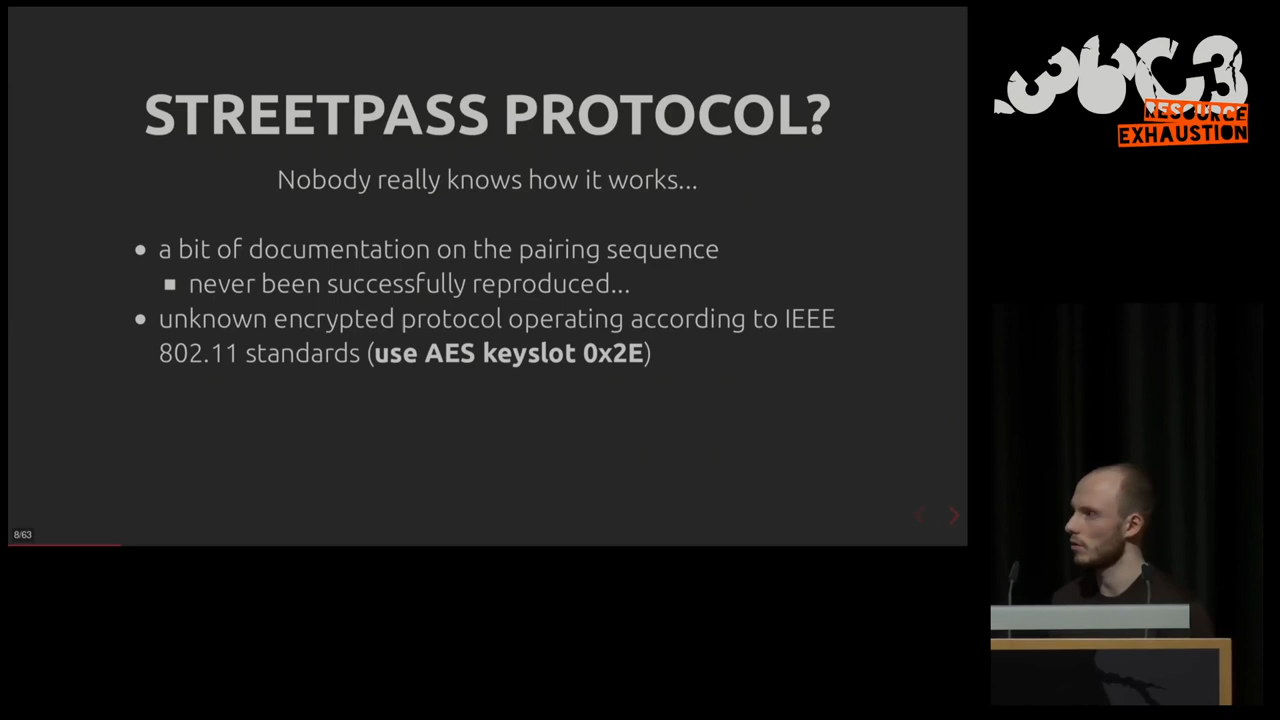 STREETPASS PROTOCOL?
Nobody really knows how it works...
● a bit of documentation on the pairing sequence
■ never been successfully reproduced...
● unknown encrypted protocol operating according to IEEE
802.11 standards (use AES keyslot 0x2E)
8/63
36C3
RESOURCE
EXHAUSTION